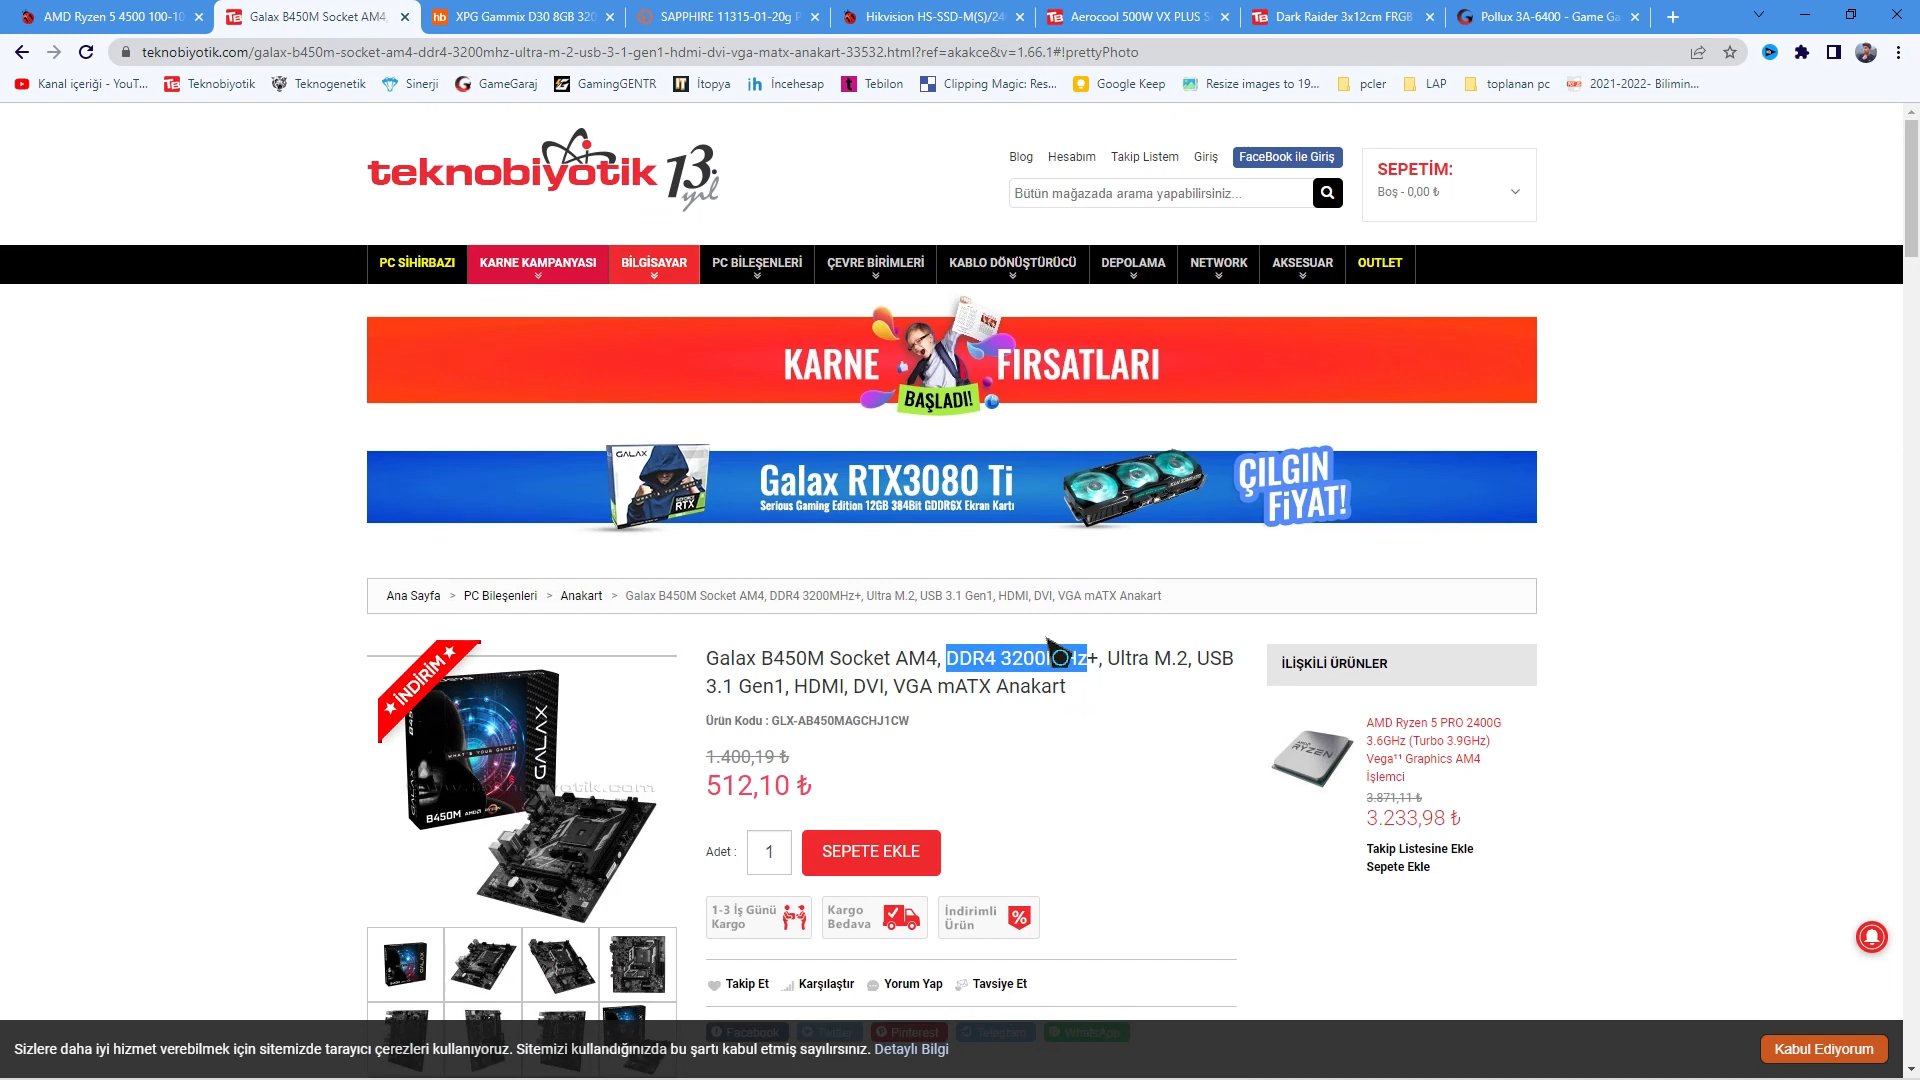 AMD Ryzen 5 4500 100-10
Galax B450M Socket AM4,
XPG Gammix D30 8GB 320
SAPPHIRE 11315-01-20g P
Hikvision HS-SSD-M(S)/24
Aerocool 500W VX PLUS S
Dark Raider 3x12cm FRGB
Pollux 3A-6400 - Game Ga
teknobiyotik.com/galax-b450m-socket-am4-ddr4-3200mhz-ultra-m-2-usb-3-1-gen1-hdmi-dvi-vga-matx-anakart-33532.html?ref=akakce&v=1.66.1#!prettyPhoto
Kanal içeriği - YouT...
Teknobiyotik
Teknogenetik
Sinerji
GameGaraj
GamingGENTR
İtopya
İncehesap
Tebilon
Clipping Magic: Res...
Google Keep
Resize images to 19...
pcler
LAP
toplanan pc
2021-2022- Bilimin...
teknobiyotik 13. yıl
Blog Hesabım Takip Listem Giriş FaceBook ile Giriş
Bütün mağazada arama yapabilirsiniz...
SEPETİM:
Boş - 0,00 ₺
PC SİHİRBAZI
KARNE KAMPANYASI
BİLGİSAYAR
PC BİLEŞENLERİ
ÇEVRE BİRİMLERİ
KABLO DÖNÜŞTÜRÜCÜ
DEPOLAMA
NETWORK
AKSESUAR
OUTLET
KARNE FIRSATLARI
BAŞLADI!
GALAX
RTX
Galax RTX3080 Ti
Serious Gaming Edition 12GB 384Bit GDDR6X Ekran Kartı
ÇILGIN
FİYAT!
Ana Sayfa > PC Bileşenleri > Anakart > Galax B450M Socket AM4, DDR4 3200MHz+, Ultra M.2, USB 3.1 Gen1, HDMI, DVI, VGA mATX Anakart
İNDİRİM
WHAT'S YOUR GAME?
GALAX
B450M AMD
Galax B450M Socket AM4, DDR4 3200MHz+, Ultra M.2, USB
3.1 Gen1, HDMI, DVI, VGA mATX Anakart
Ürün Kodu : GLX-AB450MAGCHJ1CW
1.400,19 ₺
512,10 ₺
Adet :
1
SEPETE EKLE
1-3 İş Günü
Kargo
Kargo
Bedava
İndirimli
Ürün
Takip Et
Karşılaştır
Yorum Yap
Tavsiye Et
Facebook
Twitter
Pinterest
Telegram
WhatsApp
İLİŞKİLİ ÜRÜNLER
RYZEN
AMD Ryzen 5 PRO 2400G
3.6GHz (Turbo 3.9GHz)
Vega¹¹ Graphics AM4
İşlemci
3.871,11 ₺
3.233,98 ₺
Takip Listesine Ekle
Sepete Ekle
Sizlere daha iyi hizmet verebilmek için sitemizde tarayıcı çerezleri kullanıyoruz. Sitemizi kullandığınızda bu şartı kabul etmiş sayılırsınız. Detaylı Bilgi
Kabul Ediyorum